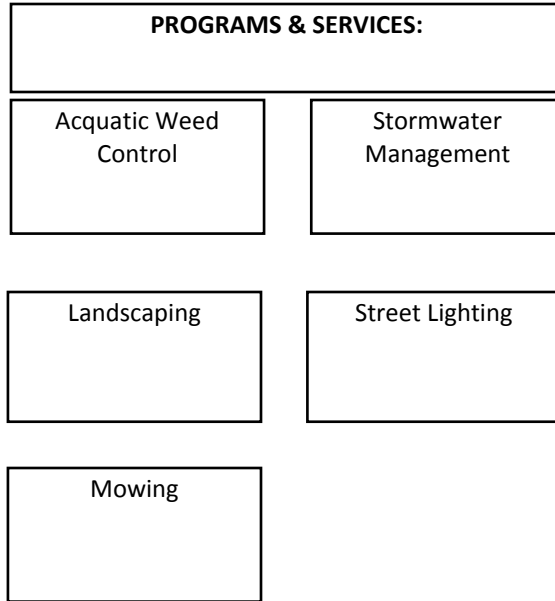 PROGRAMS & SERVICES:
Acquatic Weed
Control
Stormwater
Management
Landscaping
Street Lighting
Mowing